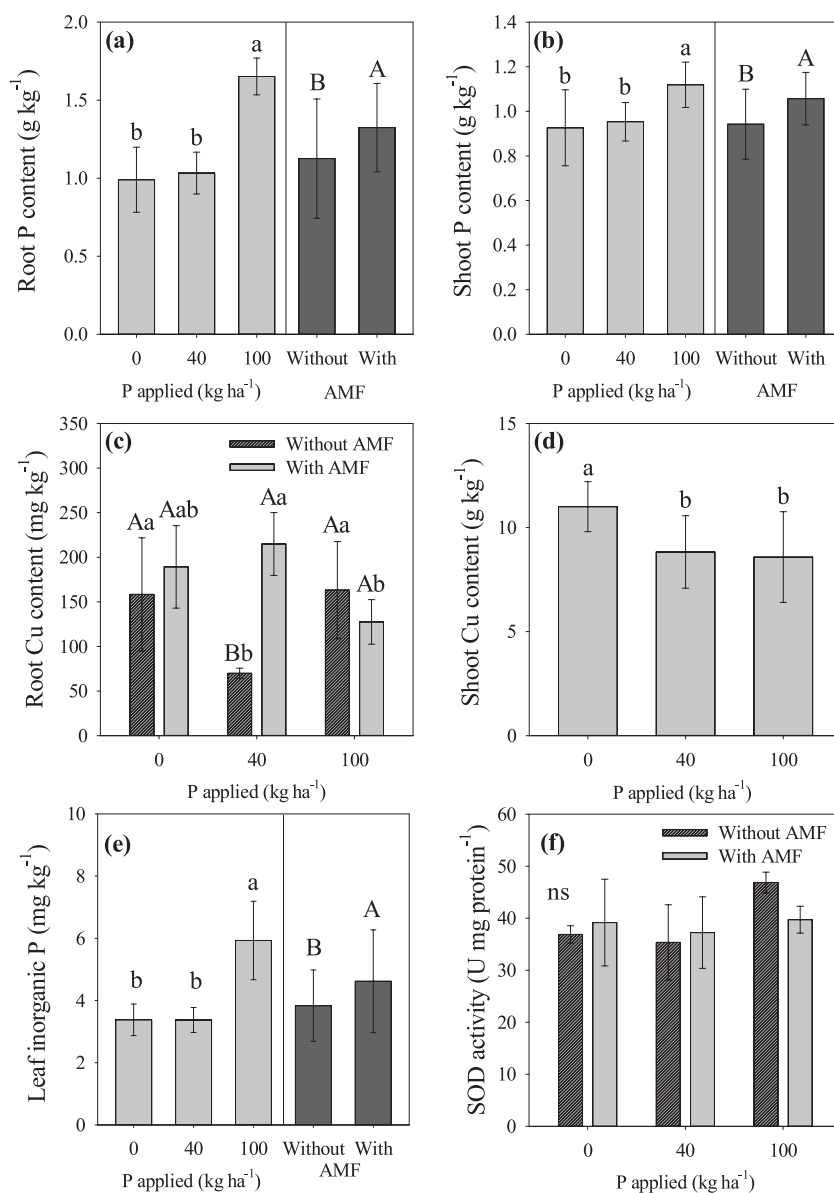 (a)
Root P content (g kg⁻¹)
2.0
1.5
1.0
0.5
0.0
b
b
a
B
A
0 40 100 Without With
P applied (kg ha⁻¹) AMF
(b)
Shoot P content (g kg⁻¹)
1.4
1.2
1.0
0.8
0.6
0.4
0.2
0.0
b
b
a
B
A
0 40 100 Without With
P applied (kg ha⁻¹) AMF
(c)
Without AMF
With AMF
Root Cu content (mg kg⁻¹)
350
300
250
200
150
100
50
0
Aa
Aab
Bb
Aa
Aa
Ab
0 40 100
P applied (kg ha⁻¹)
(d)
Shoot Cu content (g kg⁻¹)
15
10
5
0
a
b
b
0 40 100
P applied (kg ha⁻¹)
(e)
Leaf inorganic P (mg kg⁻¹)
10
8
6
4
2
0
b
b
a
B
A
0 40 100 Without With
P applied (kg ha⁻¹) AMF
(f)
Without AMF
With AMF
SOD activity (U mg protein⁻¹)
60
50
40
30
20
10
0
ns
0 40 100
P applied (kg ha⁻¹)